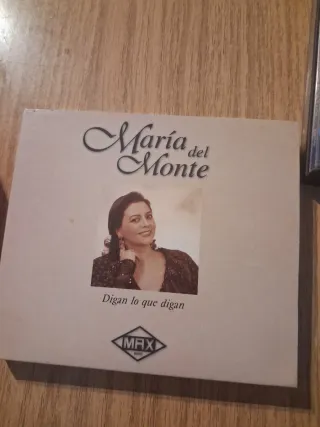 María del
Monte
Digan lo que digan
MAX